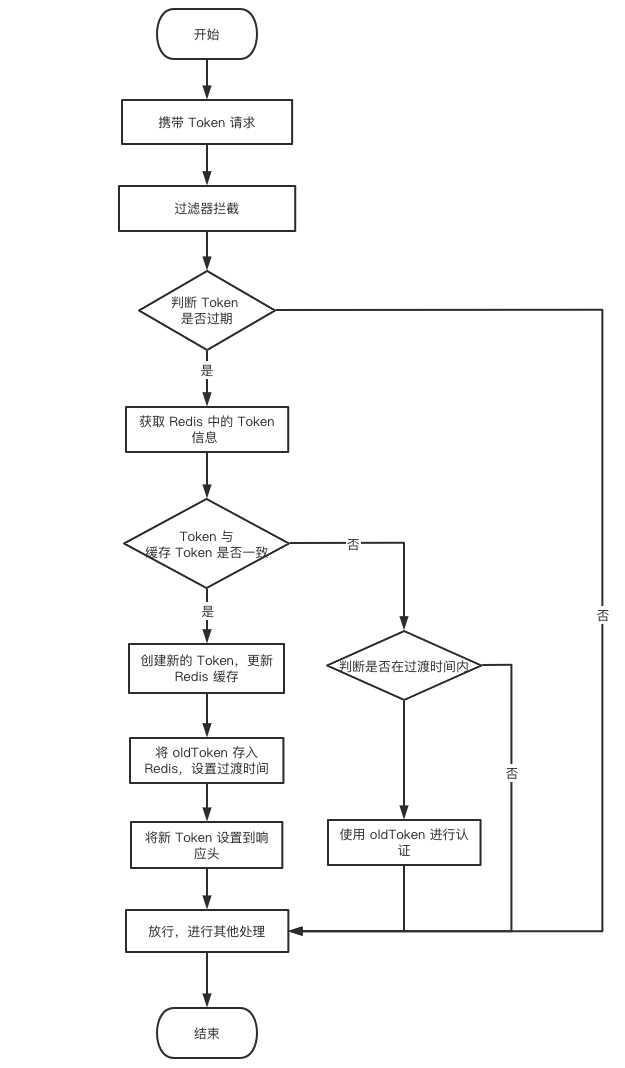 开始
携带 Token 请求
过滤器拦截
判断 Token
是否过期
是
获取 Redis 中的 Token
信息
Token 与
缓存 Token 是否一致
否
是
否
创建新的 Token，更新
Redis 缓存
判断是否在过渡时间内
将 oldToken 存入
Redis，设置过渡时间
否
将新 Token 设置到响
应头
使用 oldToken 进行认
证
放行，进行其他处理
结束